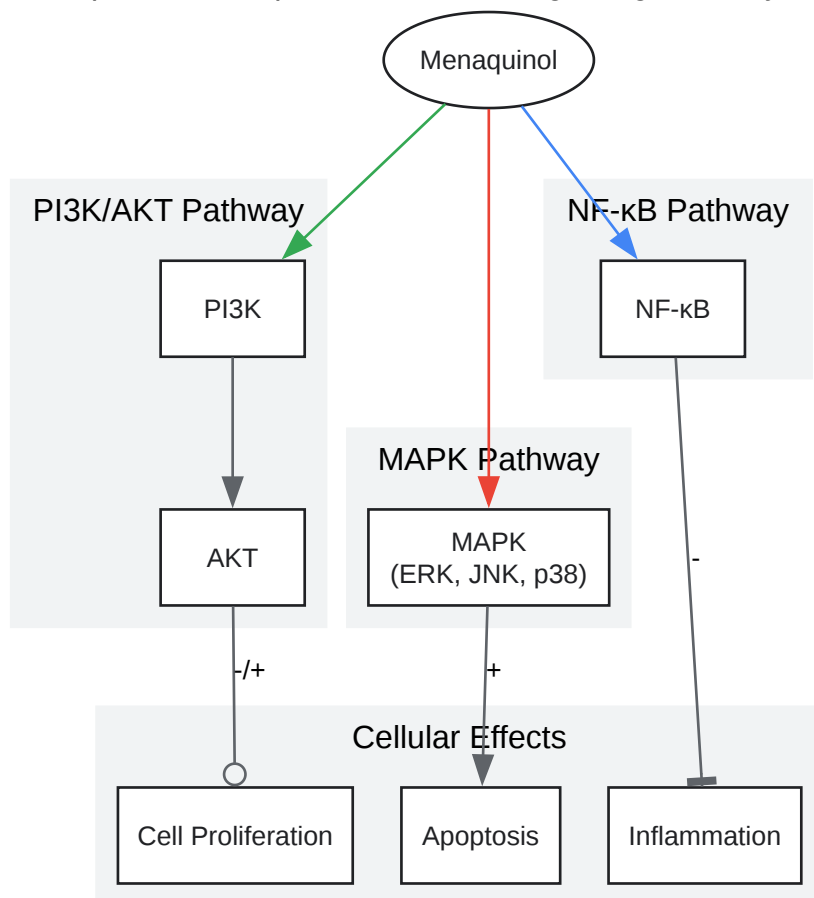 Menaquinol
PI3K/AKT Pathway
NF-κB Pathway
PI3K
NF-κB
MAPK Pathway
AKT
MAPK
(ERK, JNK, p38)
-
-/+
+
Cellular Effects
Cell Proliferation
Apoptosis
Inflammation